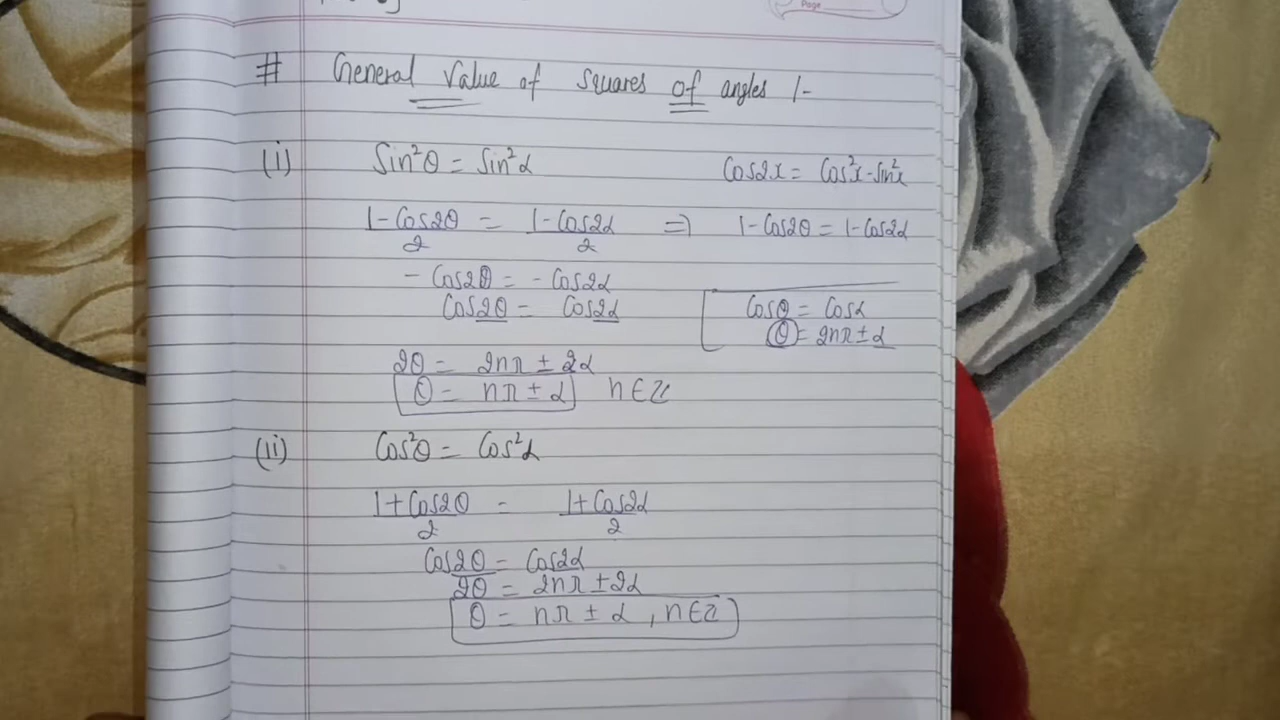 Page
# General Value of Squares of angles :-
(i) Sin²θ = Sin²α Cos2x = Cos²x - Sin²x
1-Cos2θ/2 = 1-Cos2α/2 ⇒ 1-Cos2θ = 1-Cos2α
- Cos2θ = - Cos2α
Cos2θ = Cos2α
Cosθ = Cosα
θ = 2nπ ± α
2θ = 2nπ ± 2α
θ = nπ ± α n∈Z
(ii) Cos²θ = Cos²α
1+Cos2θ/2 = 1+Cos2α/2
Cos2θ = Cos2α
2θ = 2nπ ± 2α
θ = nπ ± α , n∈Z